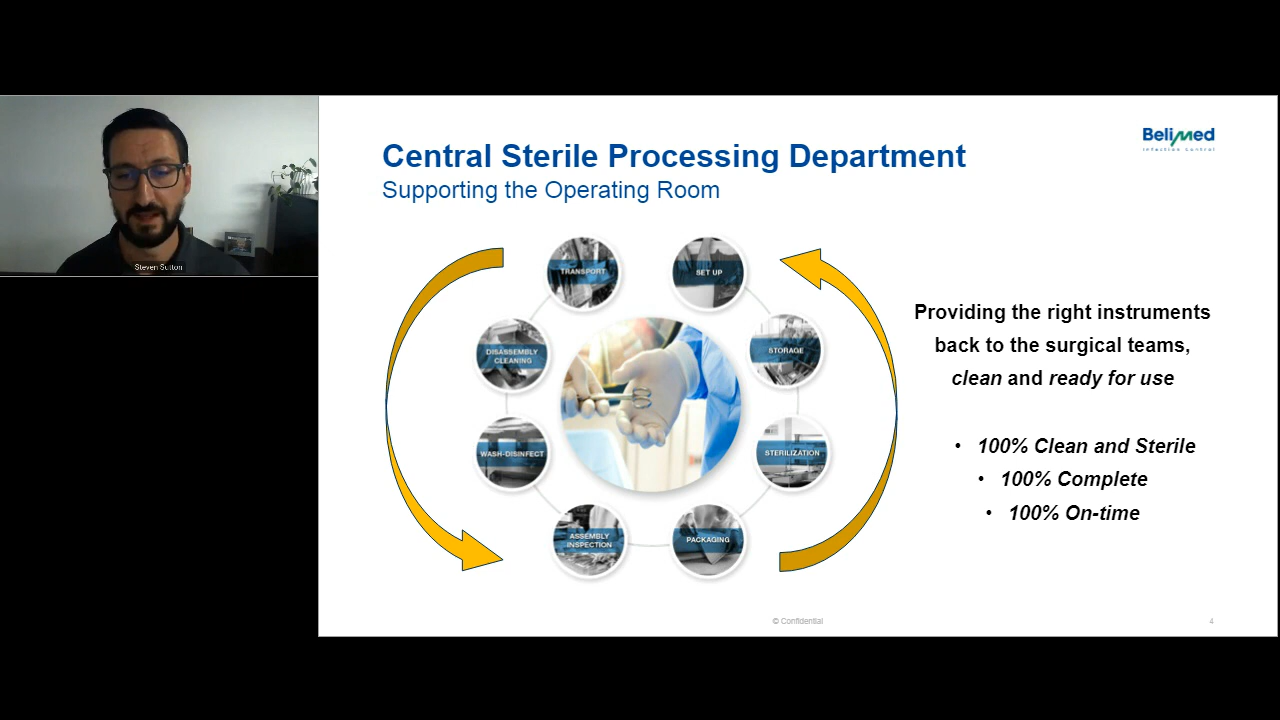 Steven Sutton
Belimed
Infection Control
Central Sterile Processing Department
Supporting the Operating Room
TRANSPORT
SET UP
DISASSEMBLY
CLEANING
STORAGE
WASH-DISINFECT
STERILIZATION
ASSEMBLY
INSPECTION
PACKAGING
Providing the right instruments
back to the surgical teams,
clean and ready for use
• 100% Clean and Sterile
• 100% Complete
• 100% On-time
© Confidential
4